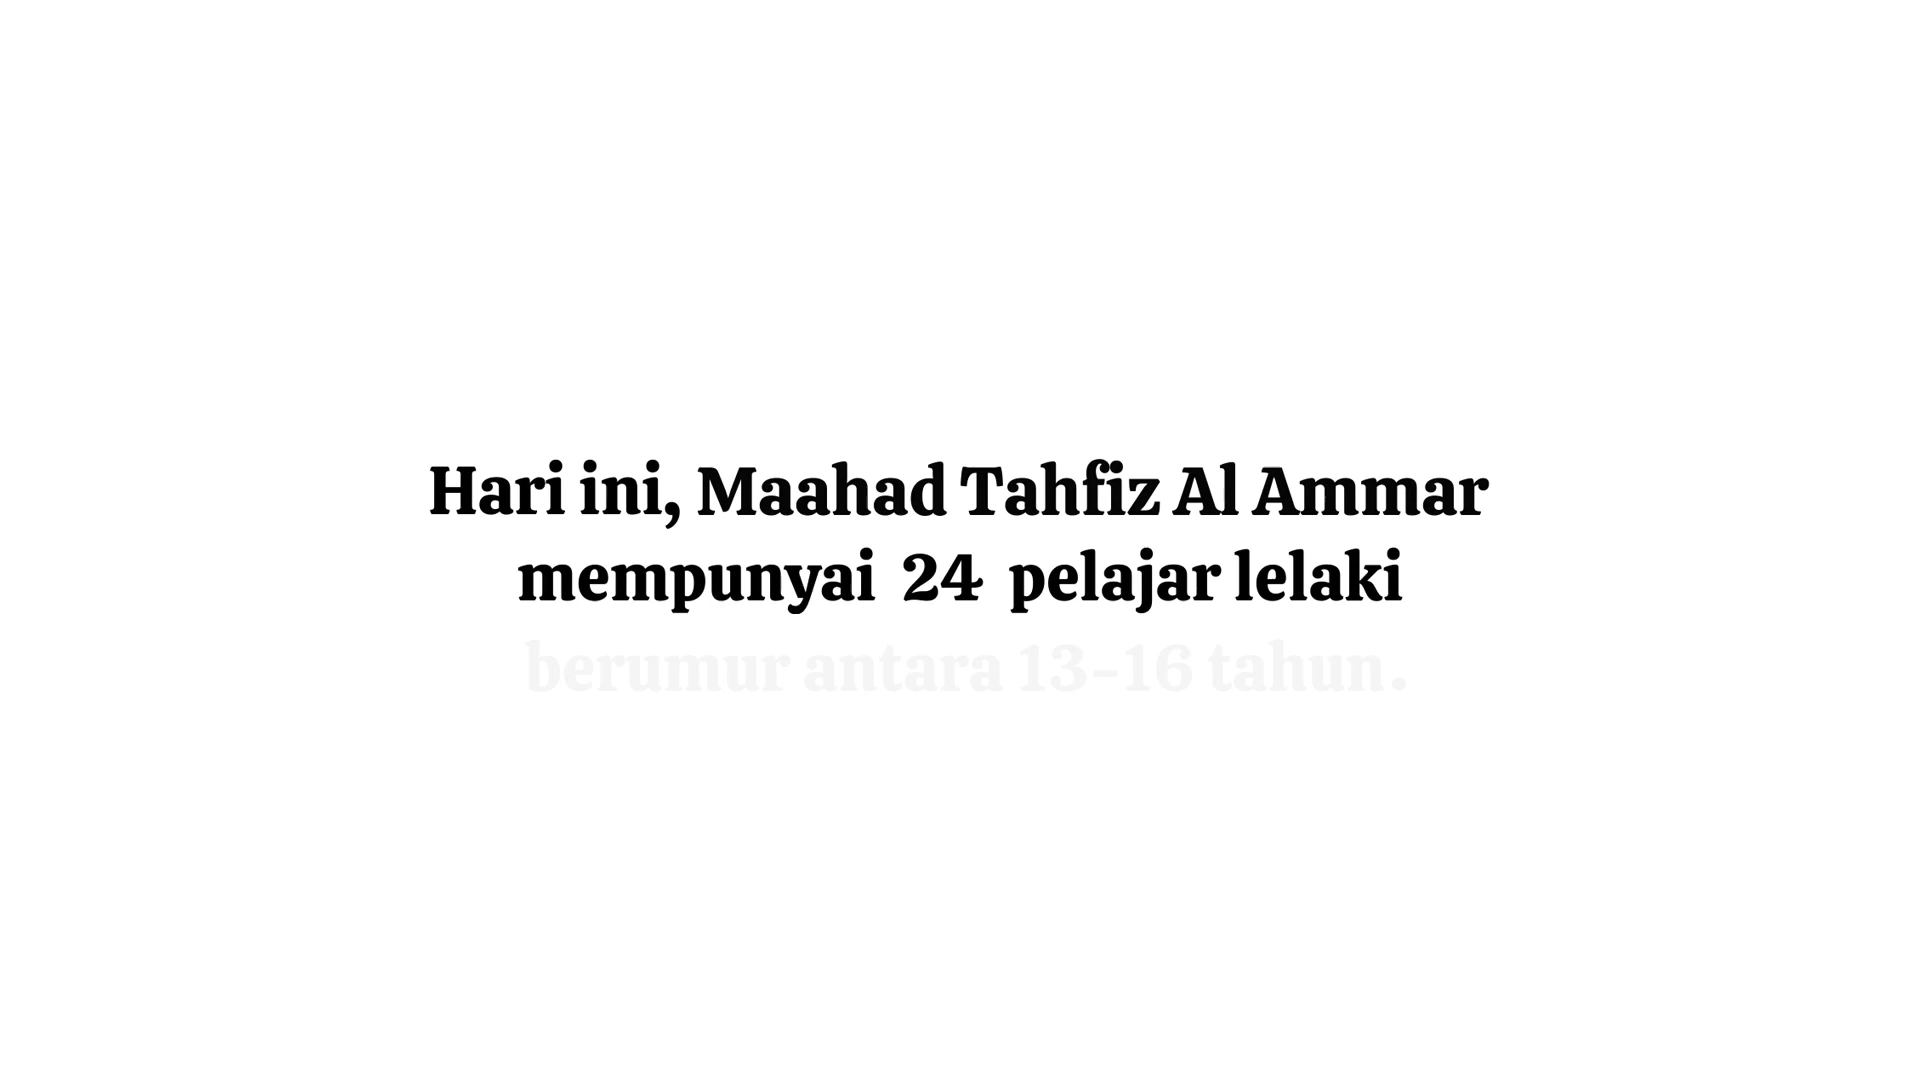 Hari ini, Maahad Tahfiz Al Ammar
mempunyai 24 pelajar lelaki
berumur antara 13-16 tahun.